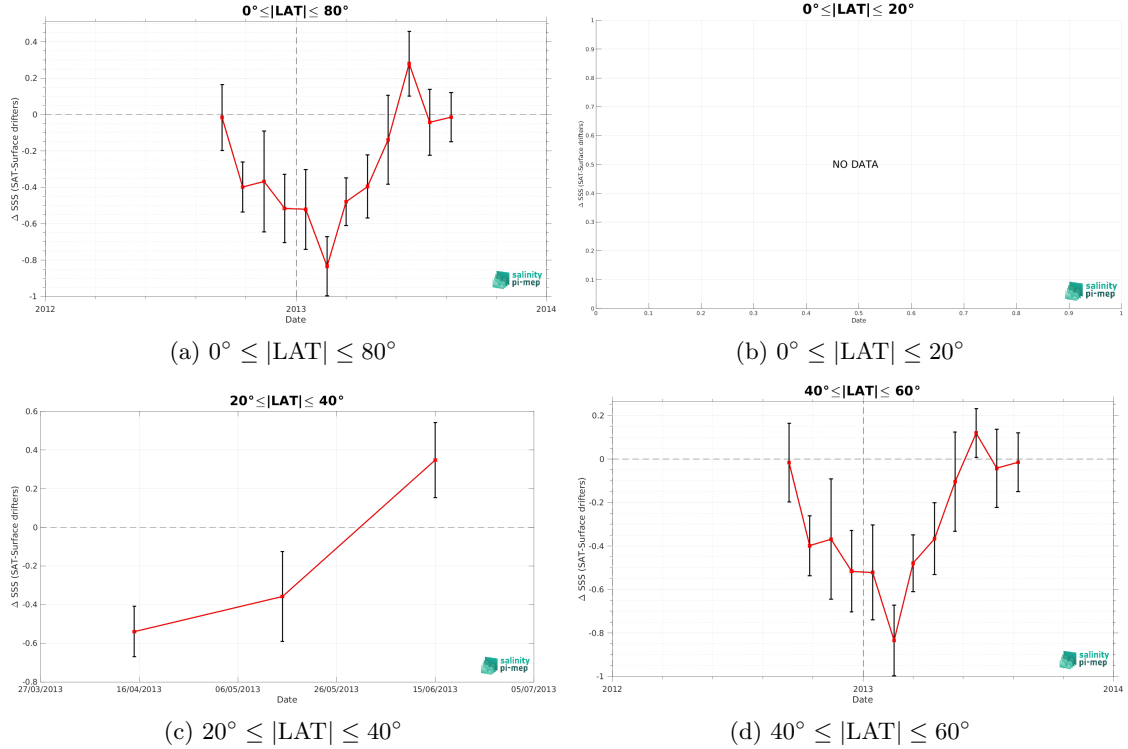 0°≤|LAT|≤ 80°
Δ SSS (SAT-Surface drifters)
0.4
0.2
0
-0.2
-0.4
-0.6
-0.8
-1
2012
2013
2014
Date
salinity
pi-mep
(a) 0° ≤ |LAT| ≤ 80°
0°≤|LAT|≤ 20°
Δ SSS (SAT-Surface drifters)
1
0.9
0.8
0.7
0.6
0.5
0.4
0.3
0.2
0.1
0
NO DATA
0
0.1
0.2
0.3
0.4
0.5
0.6
0.7
0.8
0.9
1
Date
salinity
pi-mep
(b) 0° ≤ |LAT| ≤ 20°
20°≤|LAT|≤ 40°
Δ SSS (SAT-Surface drifters)
0.6
0.4
0.2
0
-0.2
-0.4
-0.6
-0.8
27/03/2013
16/04/2013
06/05/2013
26/05/2013
15/06/2013
05/07/2013
Date
salinity
pi-mep
(c) 20° ≤ |LAT| ≤ 40°
40°≤|LAT|≤ 60°
Δ SSS (SAT-Surface drifters)
0.2
0
-0.2
-0.4
-0.6
-0.8
-1
2012
2013
2014
Date
salinity
pi-mep
(d) 40° ≤ |LAT| ≤ 60°